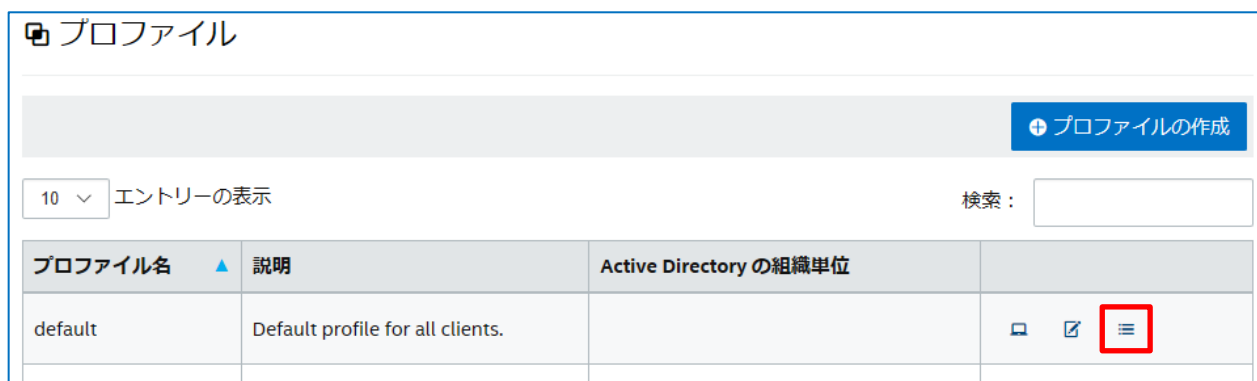 プロファイル
プロファイルの作成
10 エントリーの表示 検索：
プロファイル名 説明 Active Directory の組織単位
default Default profile for all clients.